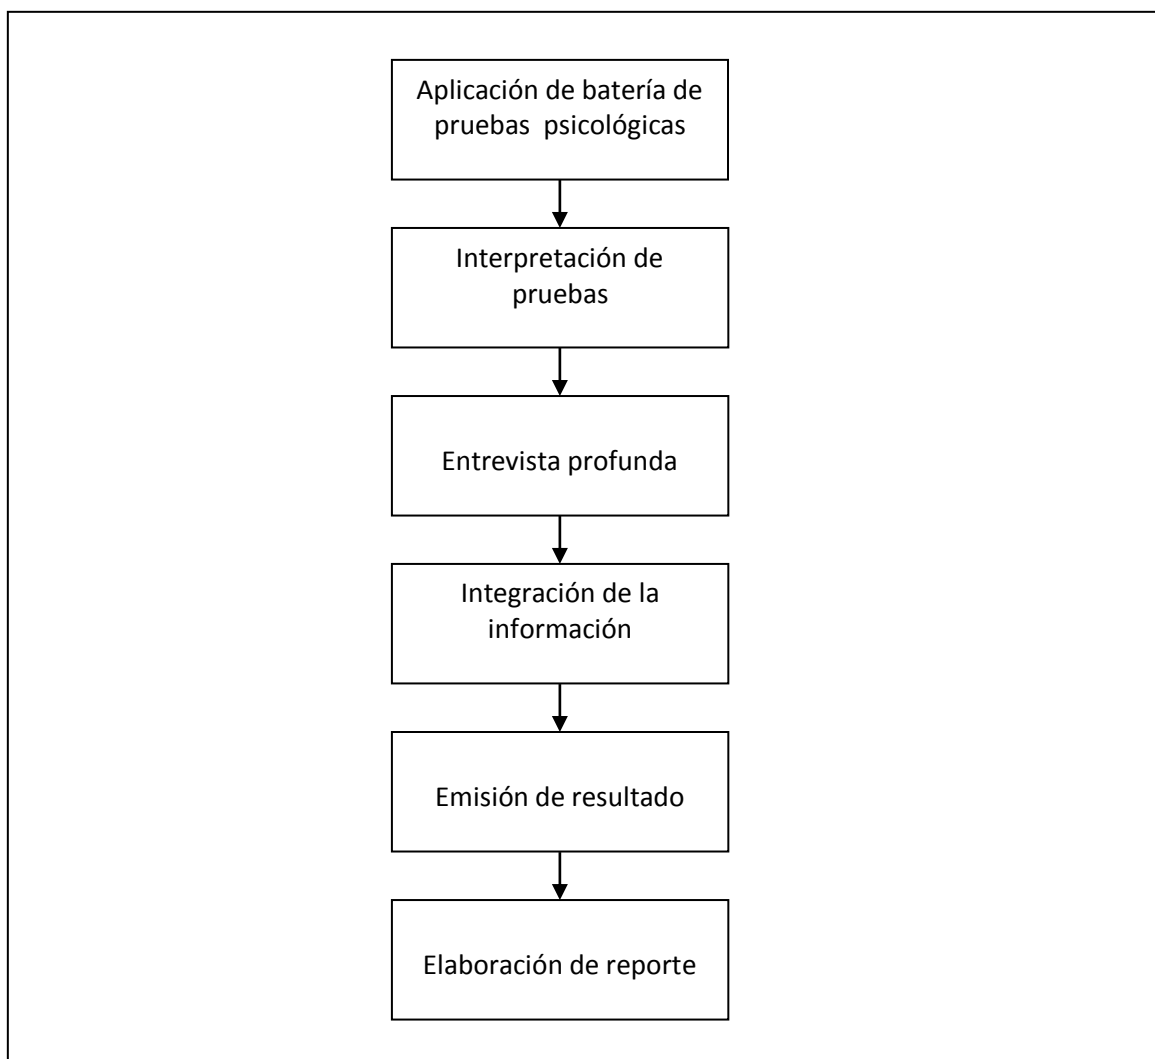 Aplicación de batería de
pruebas  psicológicas
Interpretación de
pruebas
Entrevista profunda
Integración de la
información
Emisión de resultado
Elaboración de reporte